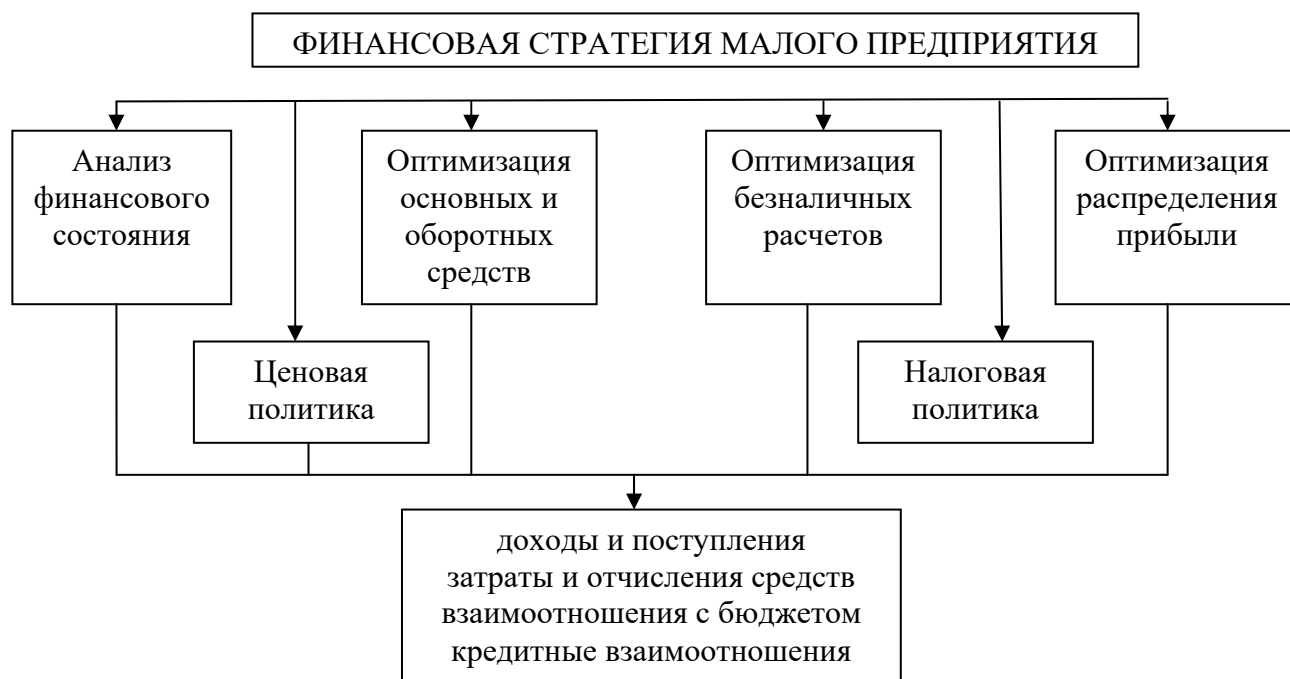 ФИНАНСОВАЯ СТРАТЕГИЯ МАЛОГО ПРЕДПРИЯТИЯ
Анализ
финансового
состояния
Оптимизация
основных и
оборотных
средств
Оптимизация
безналичных
расчетов
Оптимизация
распределения
прибыли
Ценовая
политика
Налоговая
политика
доходы и поступления
затраты и отчисления средств
взаимоотношения с бюджетом
кредитные взаимоотношения